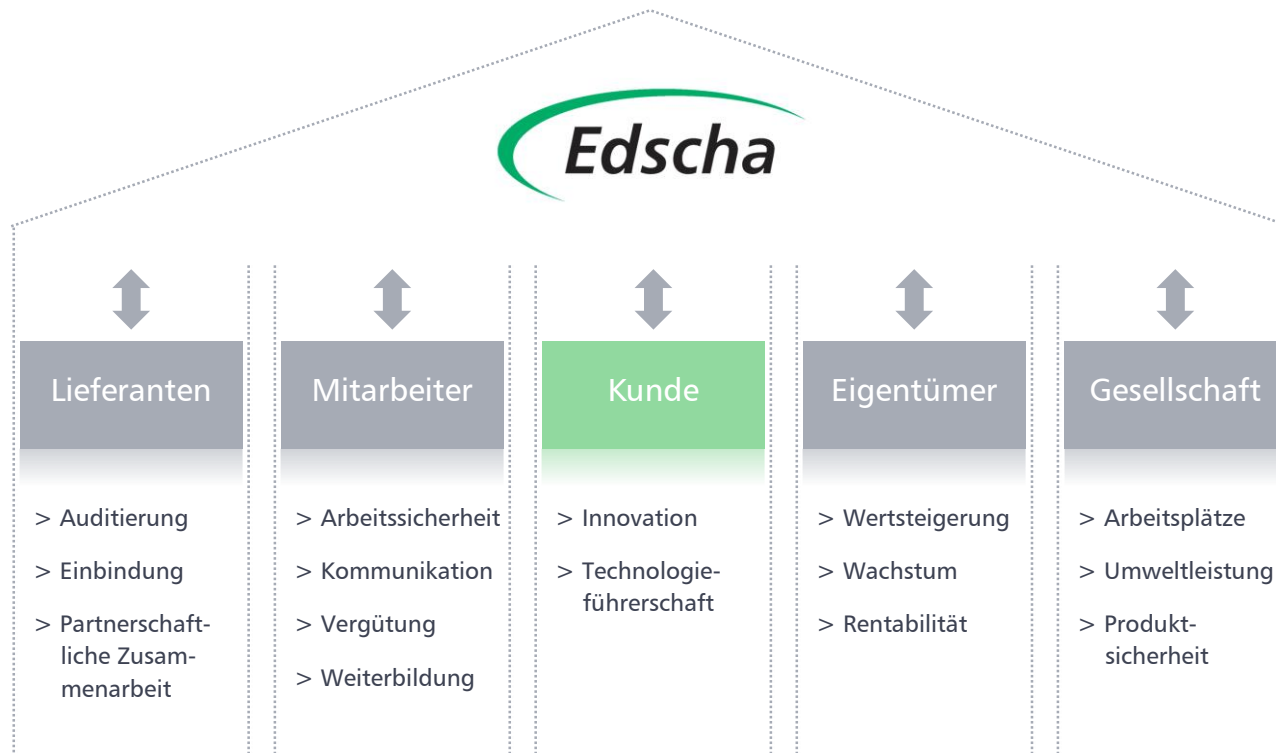 Edscha
Lieferanten
> Auditierung
> Einbindung
> Partnerschaft-
liche Zusam-
menarbeit
Mitarbeiter
> Arbeitssicherheit
> Kommunikation
> Vergütung
> Weiterbildung
Kunde
> Innovation
> Technologie-
führerschaft
Eigentümer
> Wertsteigerung
> Wachstum
> Rentabilität
Gesellschaft
> Arbeitsplätze
> Umweltleistung
> Produkt-
sicherheit